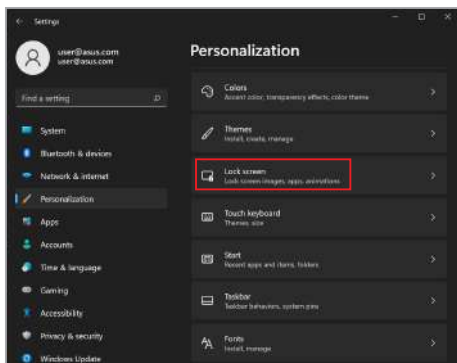 Settings
user@asus.com
user@asus.com
Find a setting
System
Bluetooth & devices
Network & internet
Personalization
Apps
Accounts
Time & language
Gaming
Accessibility
Privacy & security
Windows Update
Personalization
Colors
Accent color, transparency effects, color theme
Themes
Install, create, manage
Lock screen
Lock screen images, apps, animations
Touch keyboard
Themes, size
Start
Recent apps and items, folders
Taskbar
Taskbar behaviors, system pins
Fonts
Install, manage